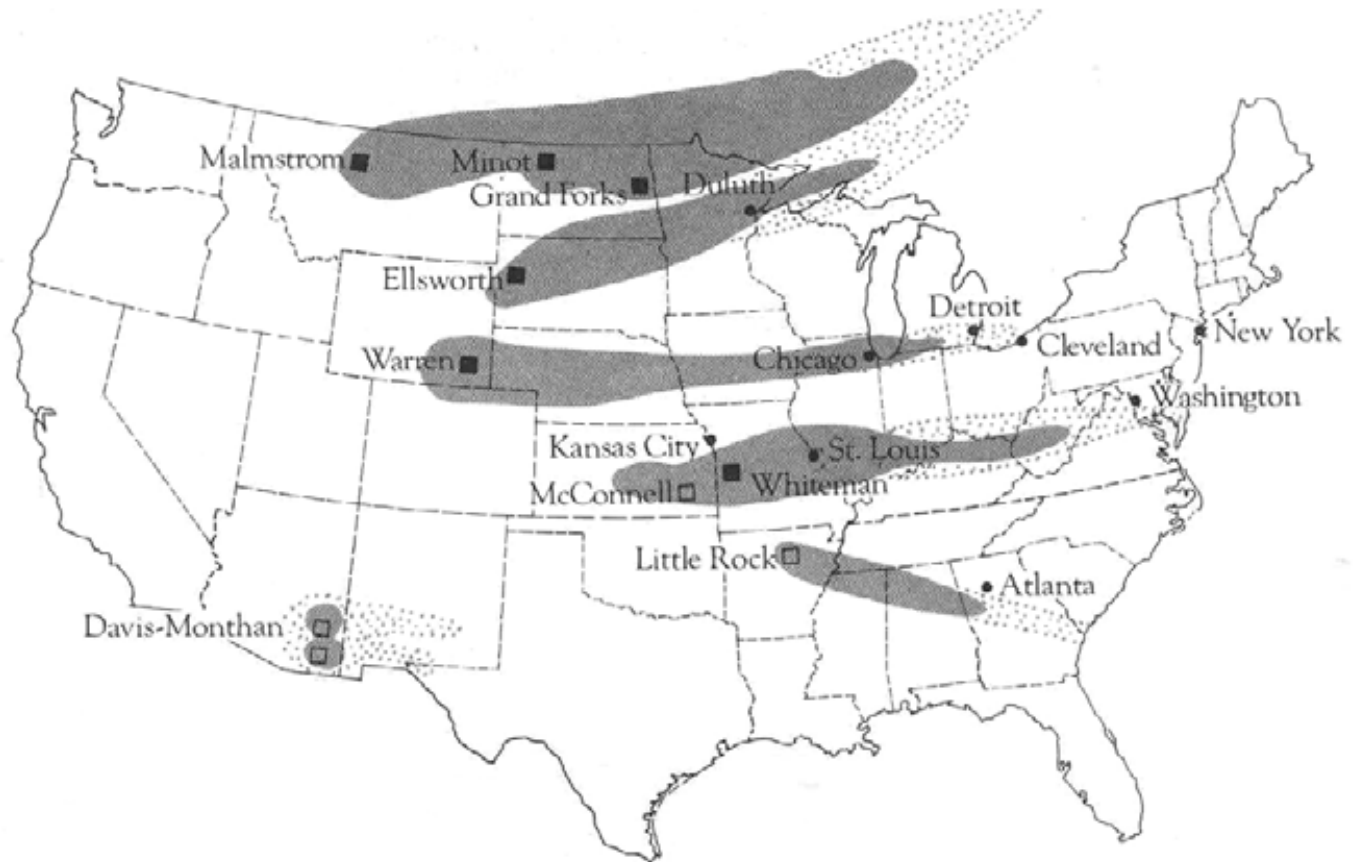 Malmstrom
Minot
Grand Forks
Duluth
Ellsworth
Detroit
New York
Warren
Chicago
Cleveland
Washington
Kansas City
St. Louis
McConnell
Whiteman
Little Rock
Atlanta
Davis-Monthan